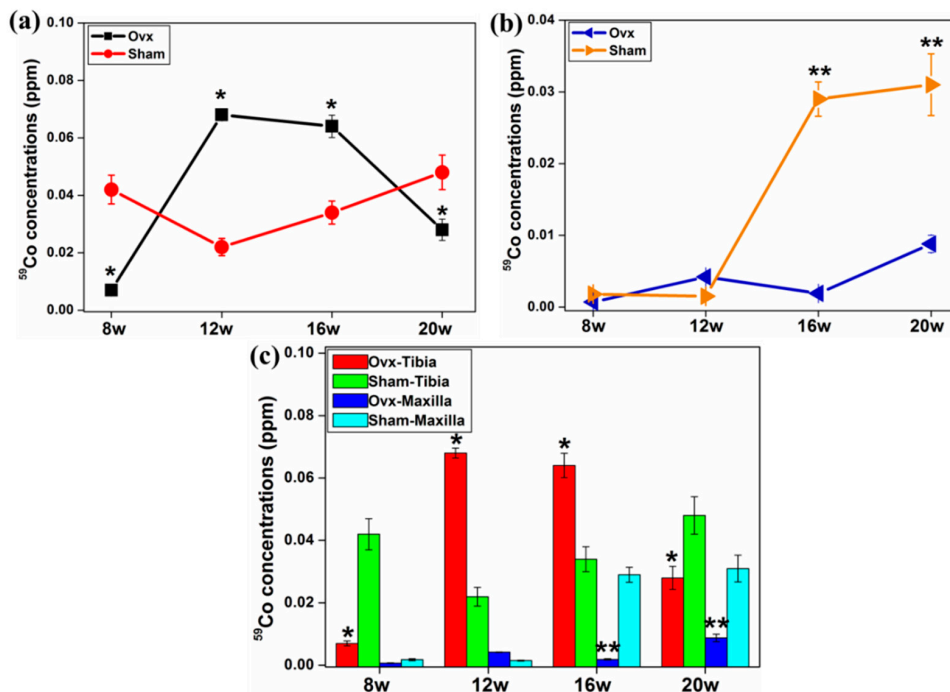 (a)
0.10
0.08
0.06
0.04
0.02
0.00
59Co concentrations (ppm)
Ovx
Sham
*
*
*
*
8w 12w 16w 20w
(b)
0.04
0.03
0.02
0.01
0.00
59Co concentrations (ppm)
Ovx
Sham
**
**
8w 12w 16w 20w
(c)
0.10
0.08
0.06
0.04
0.02
0.00
59Co concentrations (ppm)
Ovx-Tibia
Sham-Tibia
Ovx-Maxilla
Sham-Maxilla
*
*
*
**
*
**
8w 12w 16w 20w